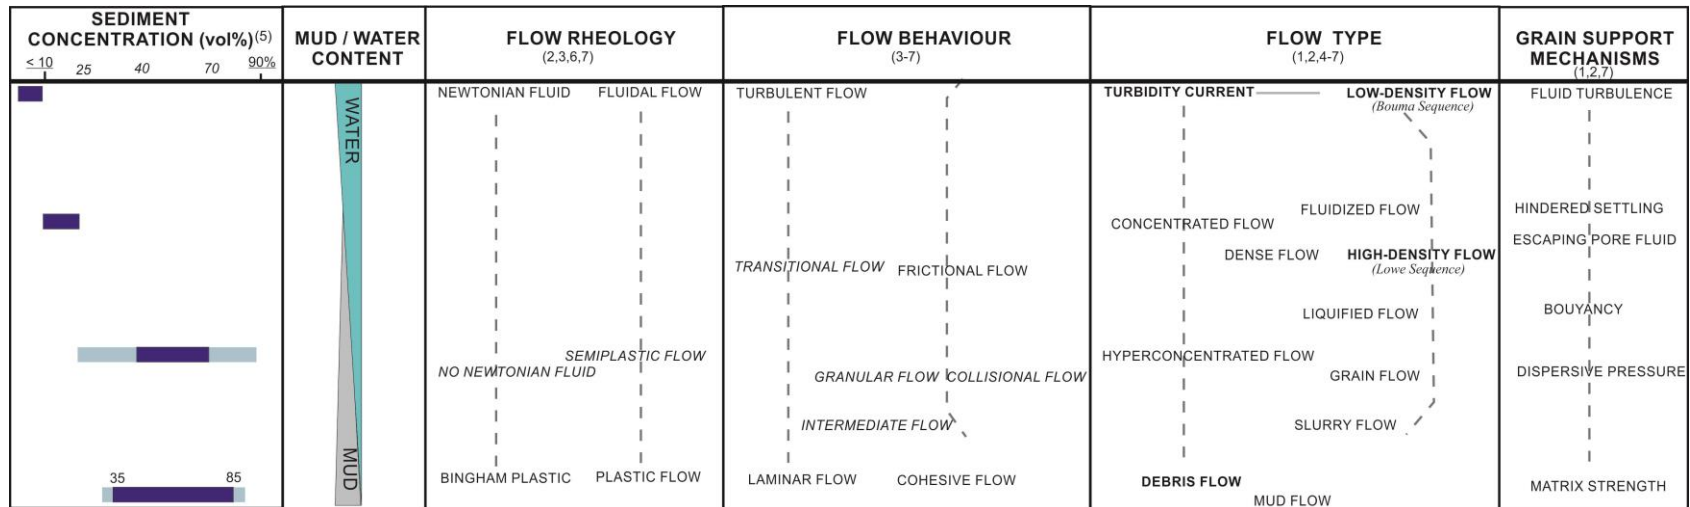 SEDIMENT
CONCENTRATION (vol%)(5)
< 10 25 40 70 90%
MUD / WATER
CONTENT
FLOW RHEOLOGY
(2,3,6,7)
FLOW BEHAVIOUR
(3-7)
FLOW TYPE
(1,2,4-7)
GRAIN SUPPORT
MECHANISMS
(1,2,7)
WATER
MUD
35 85
NEWTONIAN FLUID FLUIDAL FLOW
SEMIPLASTIC FLOW
NO NEWTONIAN FLUID
BINGHAM PLASTIC PLASTIC FLOW
TURBULENT FLOW
TRANSITIONAL FLOW FRICTIONAL FLOW
GRANULAR FLOW COLLISIONAL FLOW
INTERMEDIATE FLOW
LAMINAR FLOW COHESIVE FLOW
TURBIDITY CURRENT LOW-DENSITY FLOW
(Bouma Sequence)
FLUIDIZED FLOW
CONCENTRATED FLOW
DENSE FLOW HIGH-DENSITY FLOW
(Lowe Sequence)
LIQUIFIED FLOW
HYPERCONCENTRATED FLOW
GRAIN FLOW
SLURRY FLOW
DEBRIS FLOW
MUD FLOW
FLUID TURBULENCE
HINDERED SETTLING
ESCAPING PORE FLUID
BOUYANCY
DISPERSIVE PRESSURE
MATRIX STRENGTH